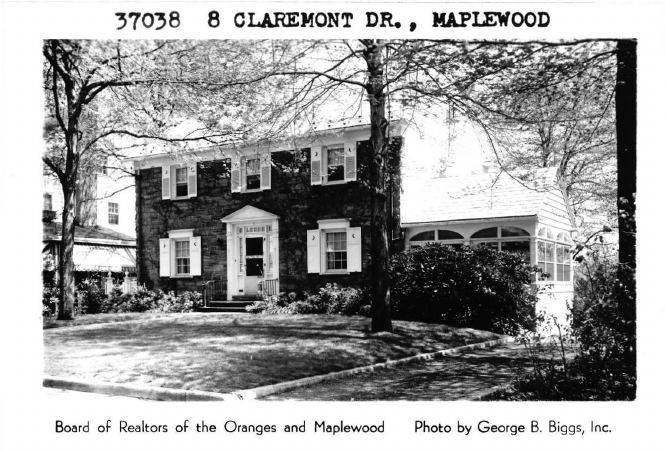 37038 8 CLAREMONT DR., MAPLEWOOD
Board of Realtors of the Oranges and Maplewood Photo by George B. Biggs, Inc.